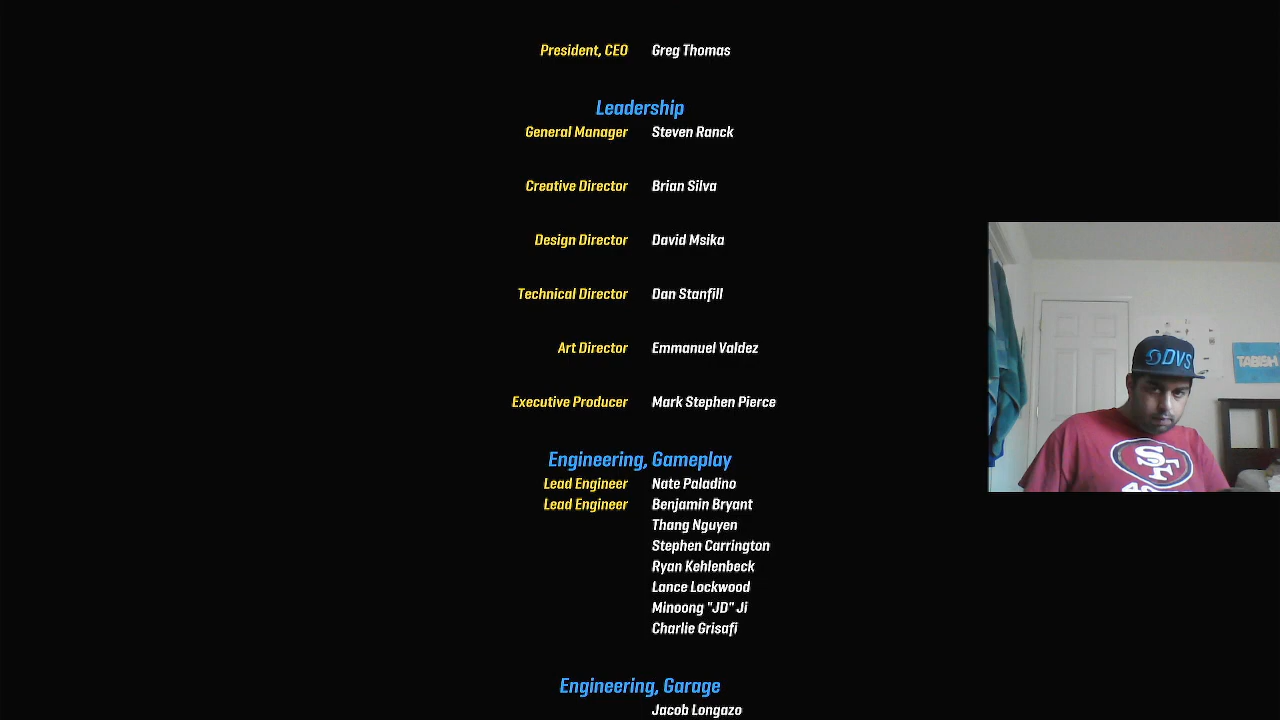 President, CEO Greg Thomas
Leadership
General Manager Steven Ranck
Creative Director Brian Silva
Design Director David Msika
Technical Director Dan Stanfill
Art Director Emmanuel Valdez
Executive Producer Mark Stephen Pierce
Engineering, Gameplay
Lead Engineer Nate Paladino
Lead Engineer Benjamin Bryant
Thang Nguyen
Stephen Carrington
Ryan Kehlenbeck
Lance Lockwood
Minoong "JD" Ji
Charlie Grisafi
Engineering, Garage
Jacob Longazo
DVS
TABISH
SF